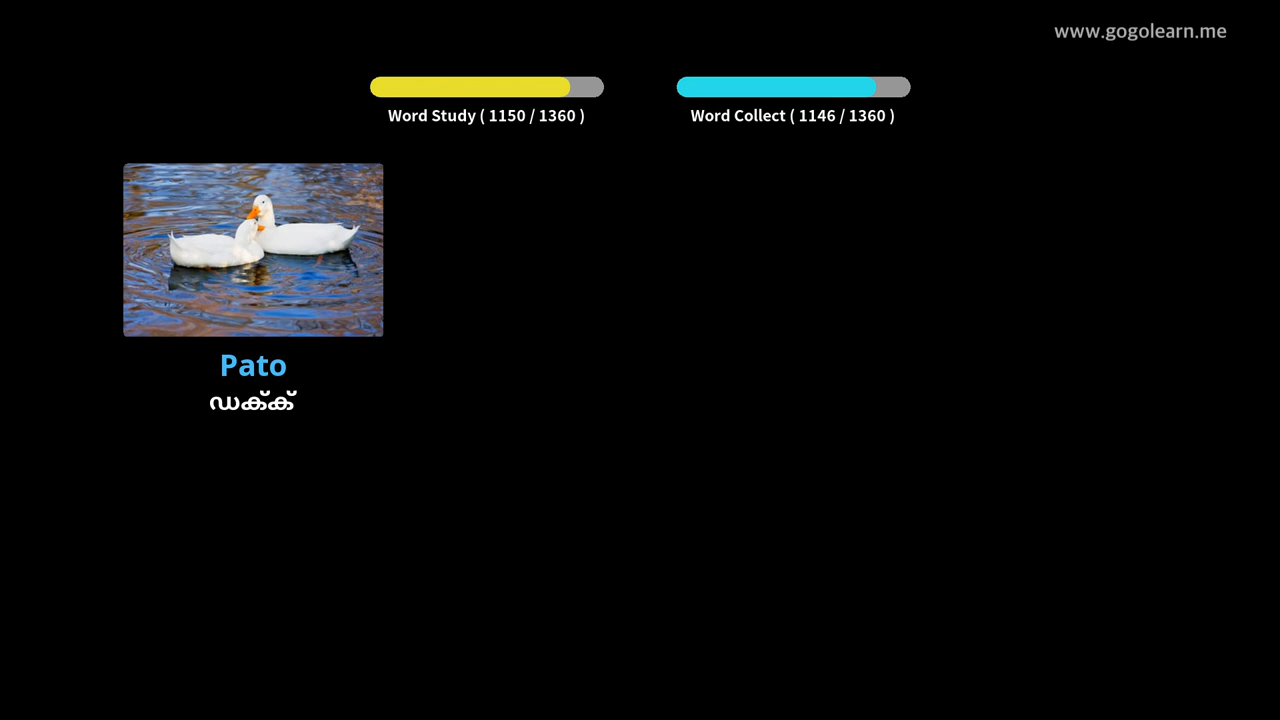 www.gogolearn.me
Word Study ( 1150 / 1360 )
Word Collect ( 1146 / 1360 )
Pato
ഡക്ക്